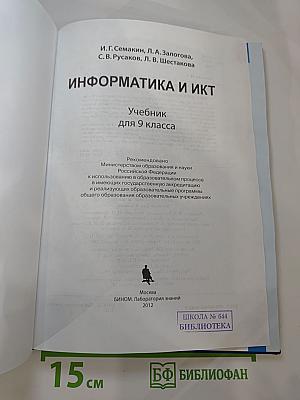 И. Г. Семакин, Л. А. Залогова,
С. В. Русаков, Л. В. Шестакова
ИНФОРМАТИКА И ИКТ
Учебник
для 9 класса
Рекомендовано
Министерством образования и науки
Российской Федерации
к использованию в образовательном процессе
в имеющих государственную аккредитацию
и реализующих образовательные программы
общего образования образовательных учреждениях
Москва
БИНОМ. Лаборатория знаний
2012
ШКОЛА № 644
БИБЛИОТЕКА
15 см
БФ БИБЛИОФАН